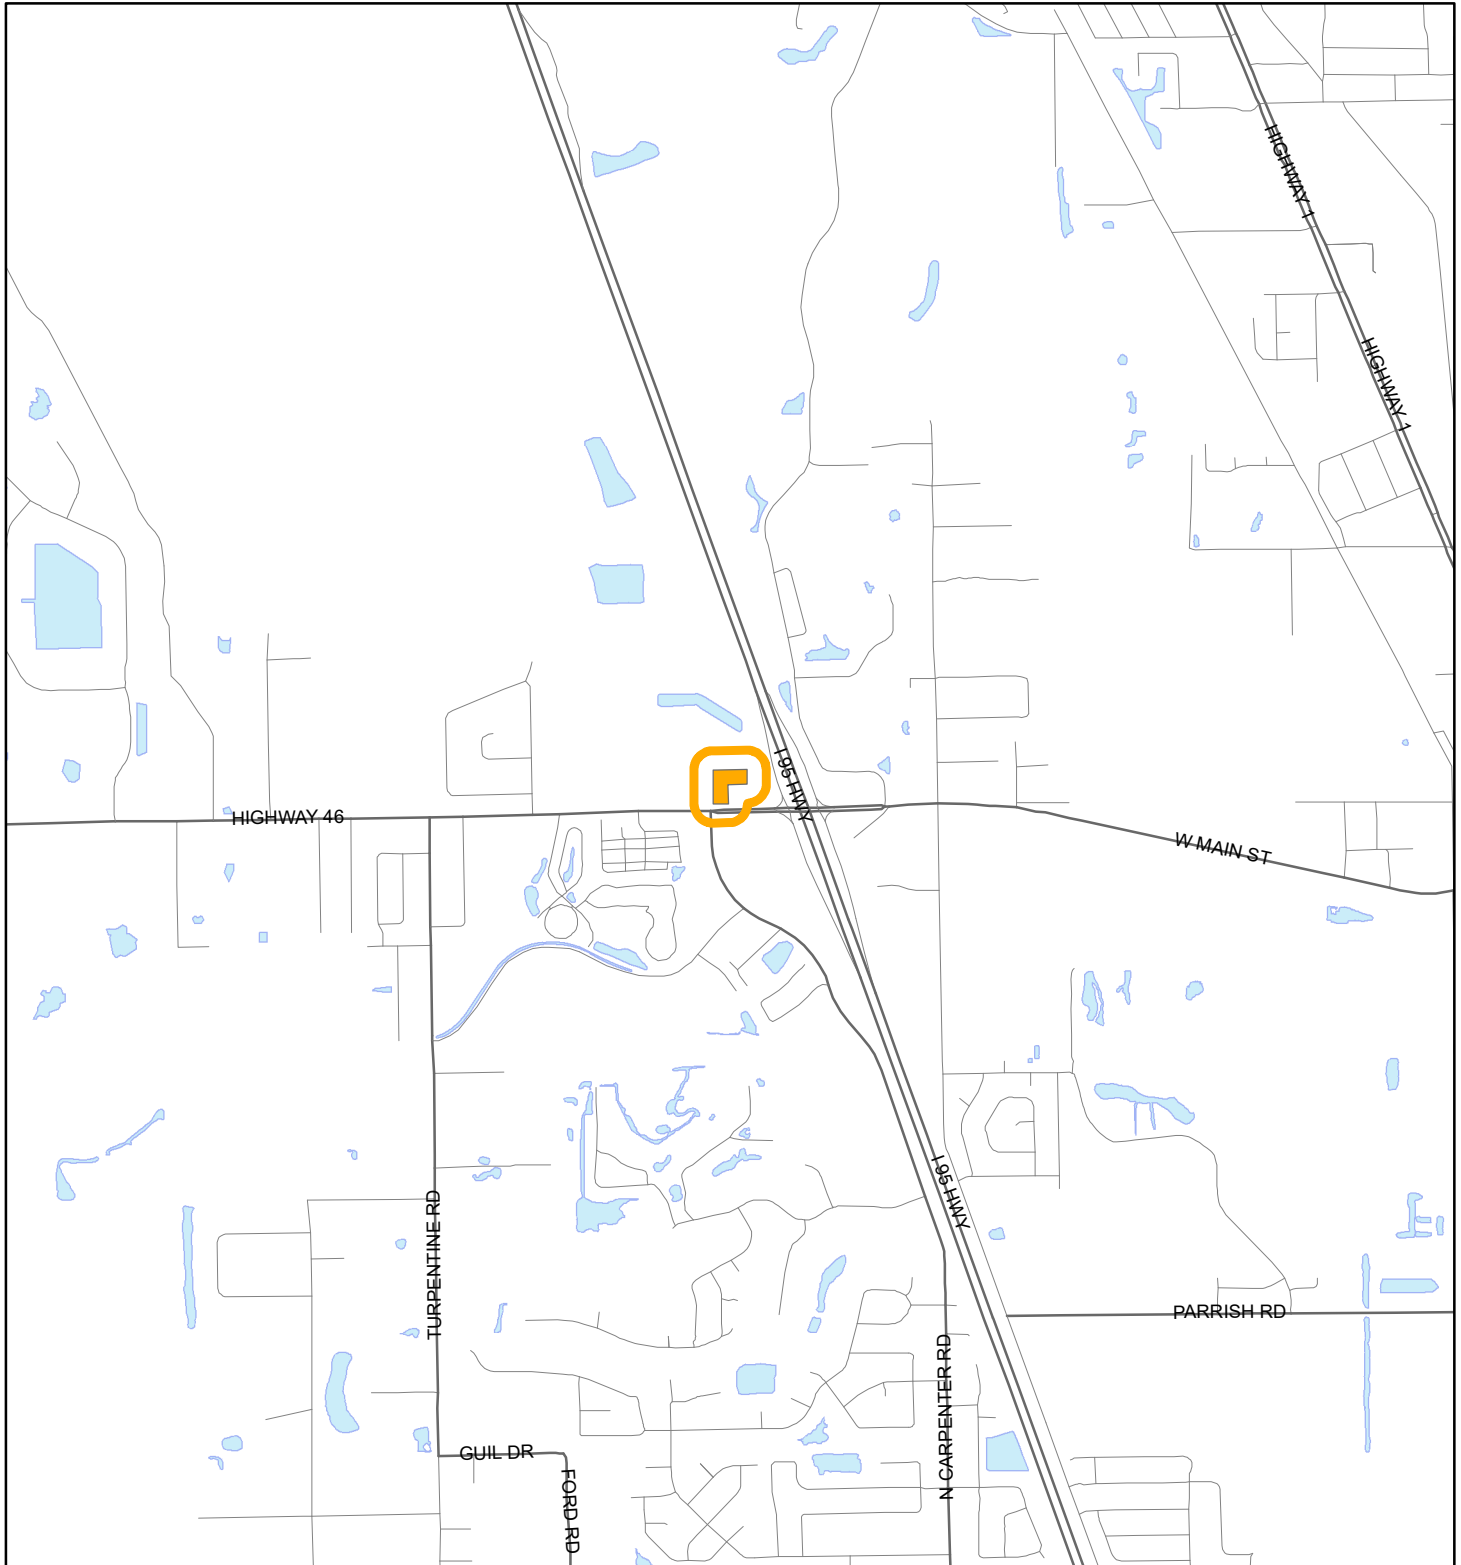 HIGHWAY 1
HIGHWAY 1
I 95 HWY
HIGHWAY 46
W MAIN ST
I 95 HWY
TURPENTINE RD
PARRISH RD
N CARPENTER RD
GUIL DR
FORD RD